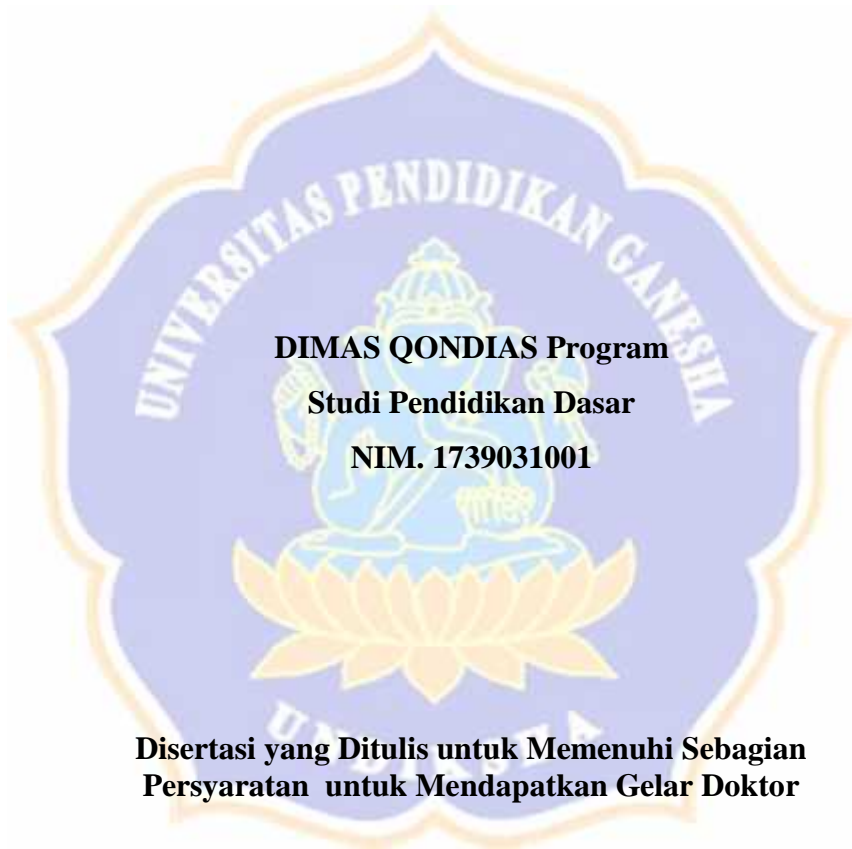 UNIVERSITAS PENDIDIKAN GANESHA
DIMAS QONDIAS Program
Studi Pendidikan Dasar
NIM. 1739031001
UNDIKSHA
Disertasi yang Ditulis untuk Memenuhi Sebagian
Persyaratan untuk Mendapatkan Gelar Doktor